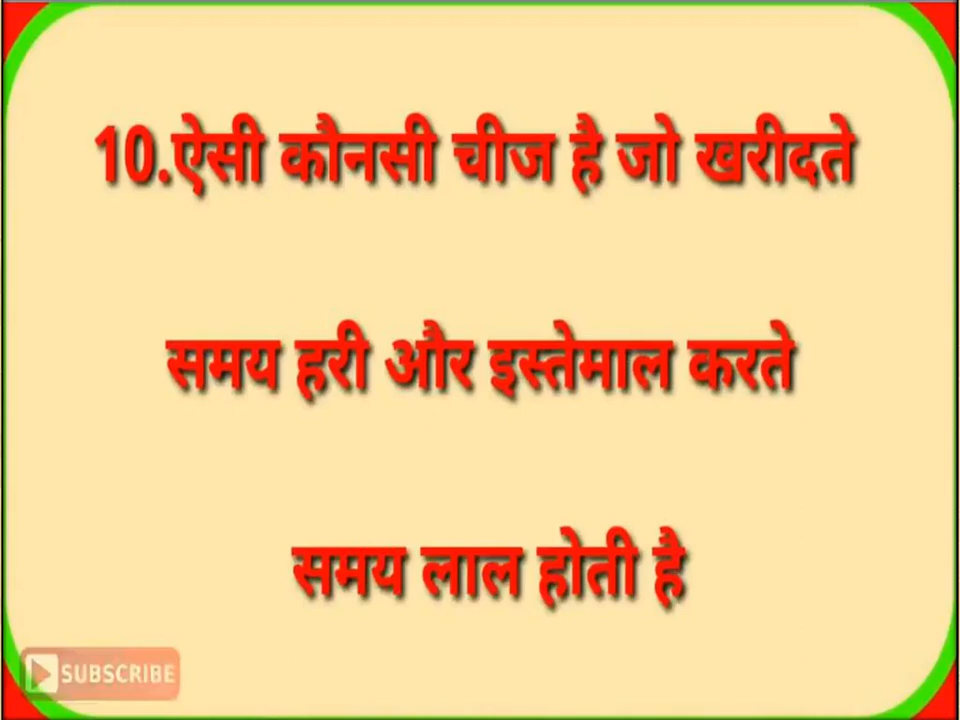 10.ऐसी कौनसी चीज है जो खरीदते
समय हरी और इस्तेमाल करते
समय लाल होती है
SUBSCRIBE